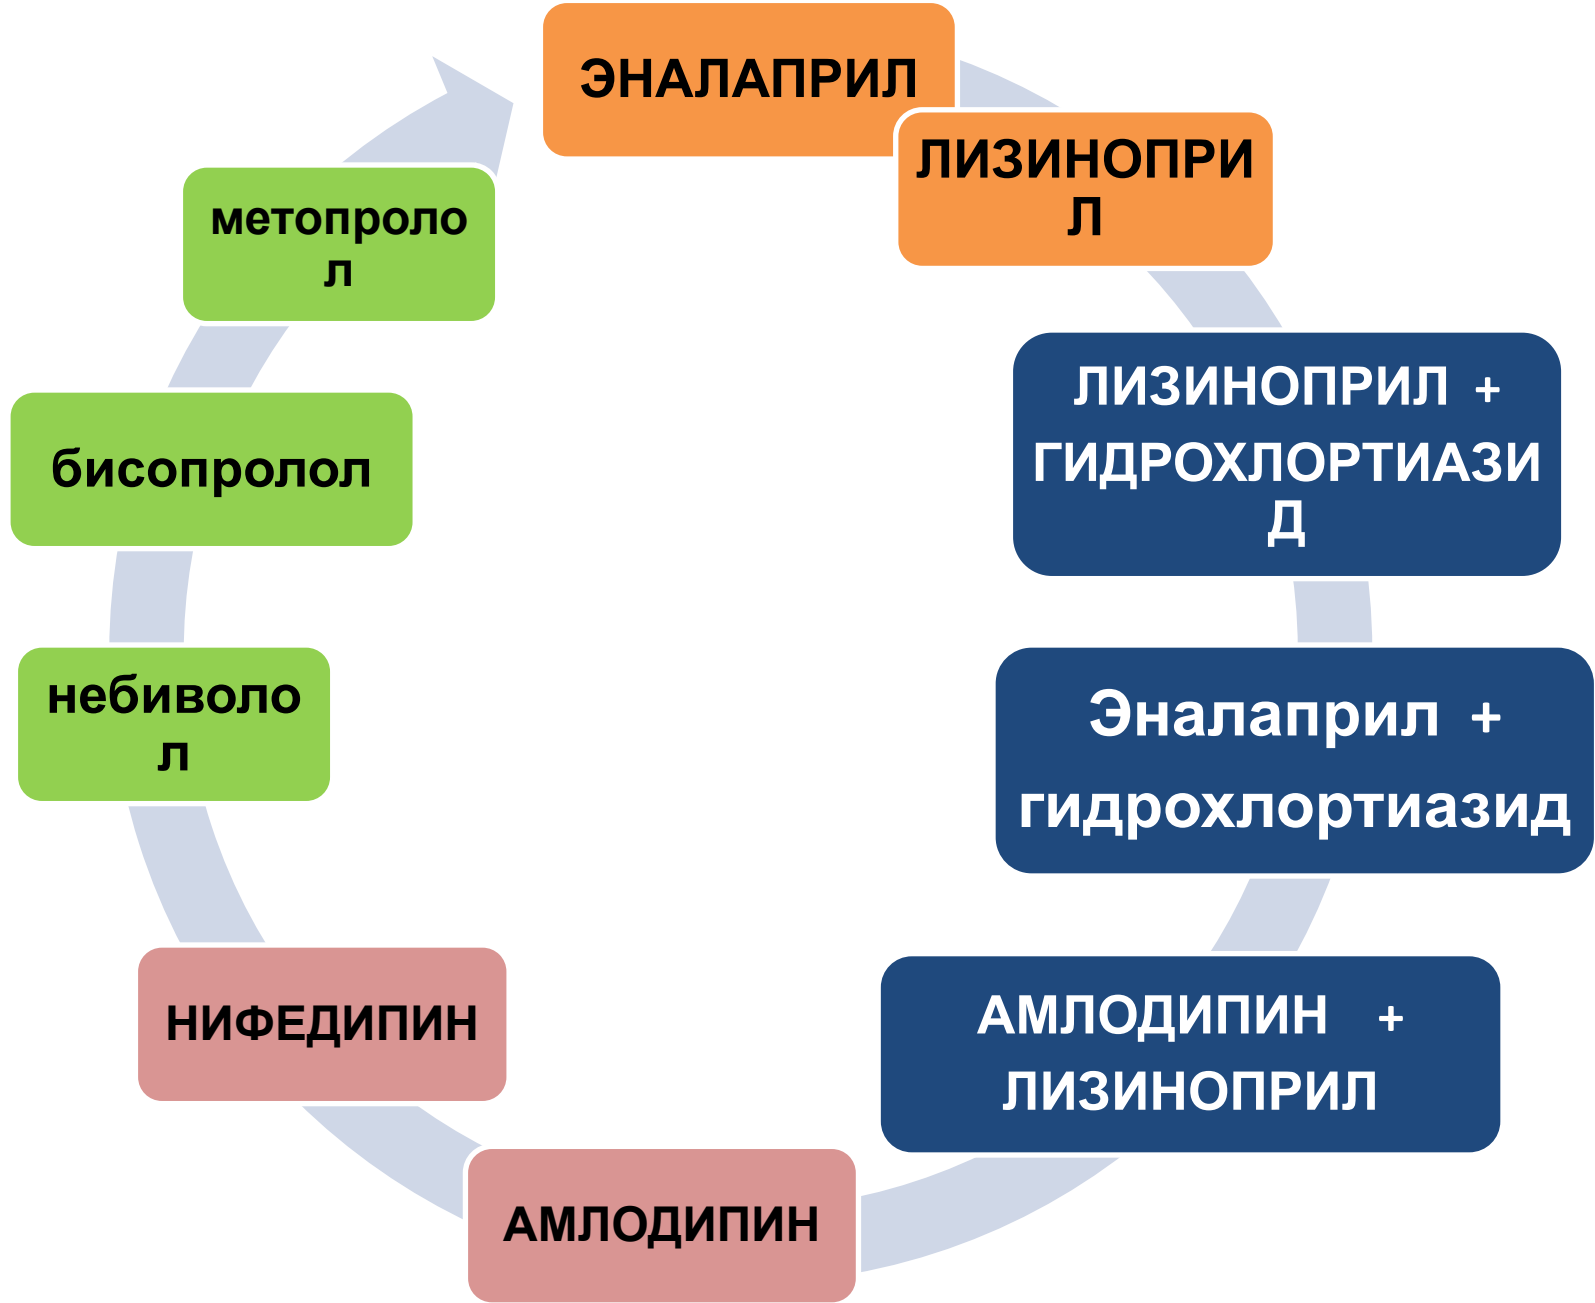 ЭНАЛАПРИЛ
ЛИЗИНОПРИ
Л
ЛИЗИНОПРИЛ +
ГИДРОХЛОРТИАЗИ
Д
Эналаприл +
гидрохлортиазид
АМЛОДИПИН +
ЛИЗИНОПРИЛ
АМЛОДИПИН
НИФЕДИПИН
небиволо
л
бисопролол
метопроло
л